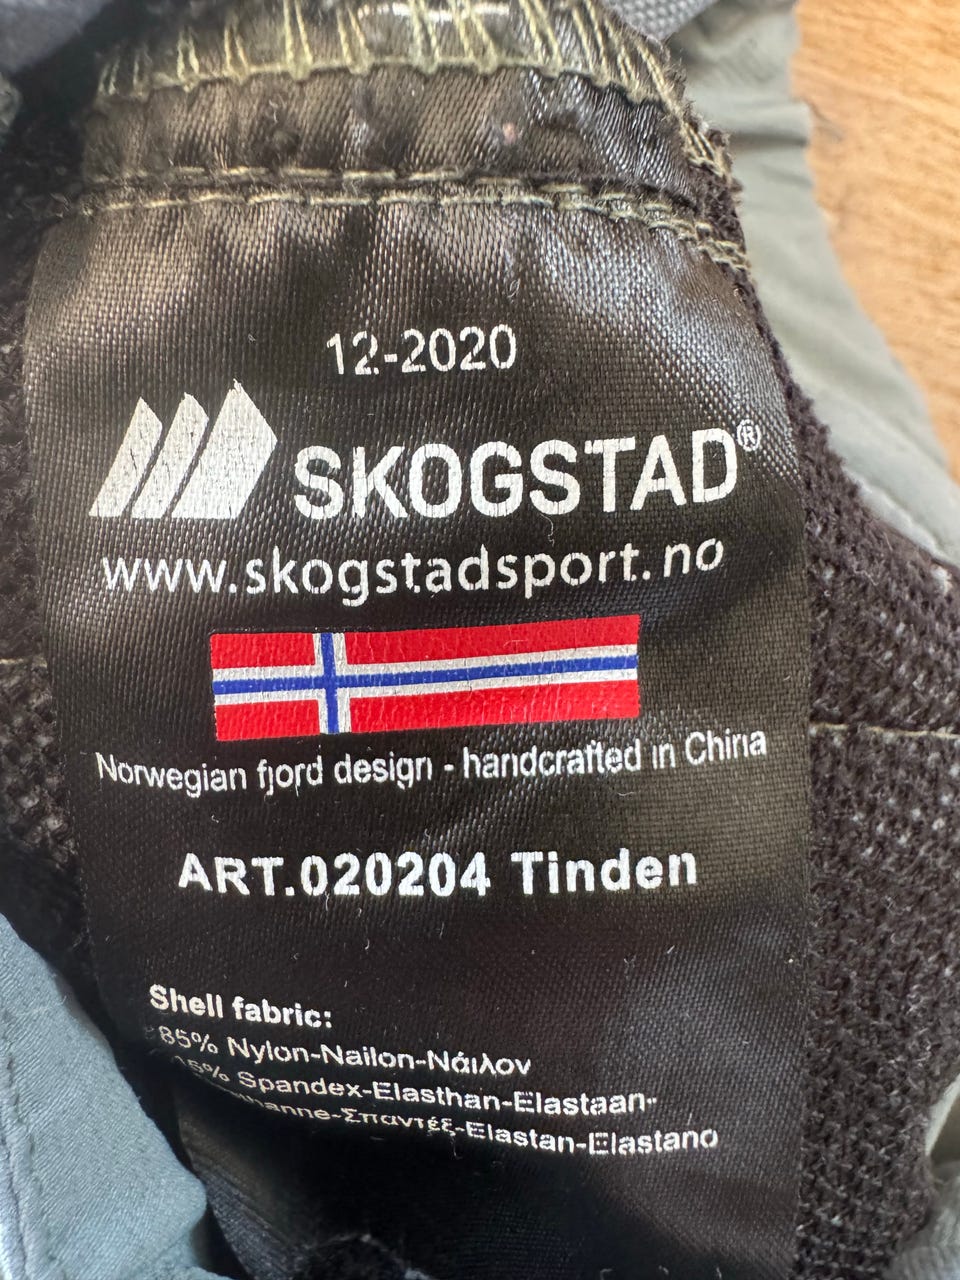 12-2020
SKOGSTAD®
www.skogstadsport.no
Norwegian fjord design - handcrafted in China
ART.020204 Tinden
Shell fabric:
85% Nylon-Nailon-Νάιλον
15% Spandex-Elasthan-Elastaan-
-Σπαντέξ-Elastan-Elastano